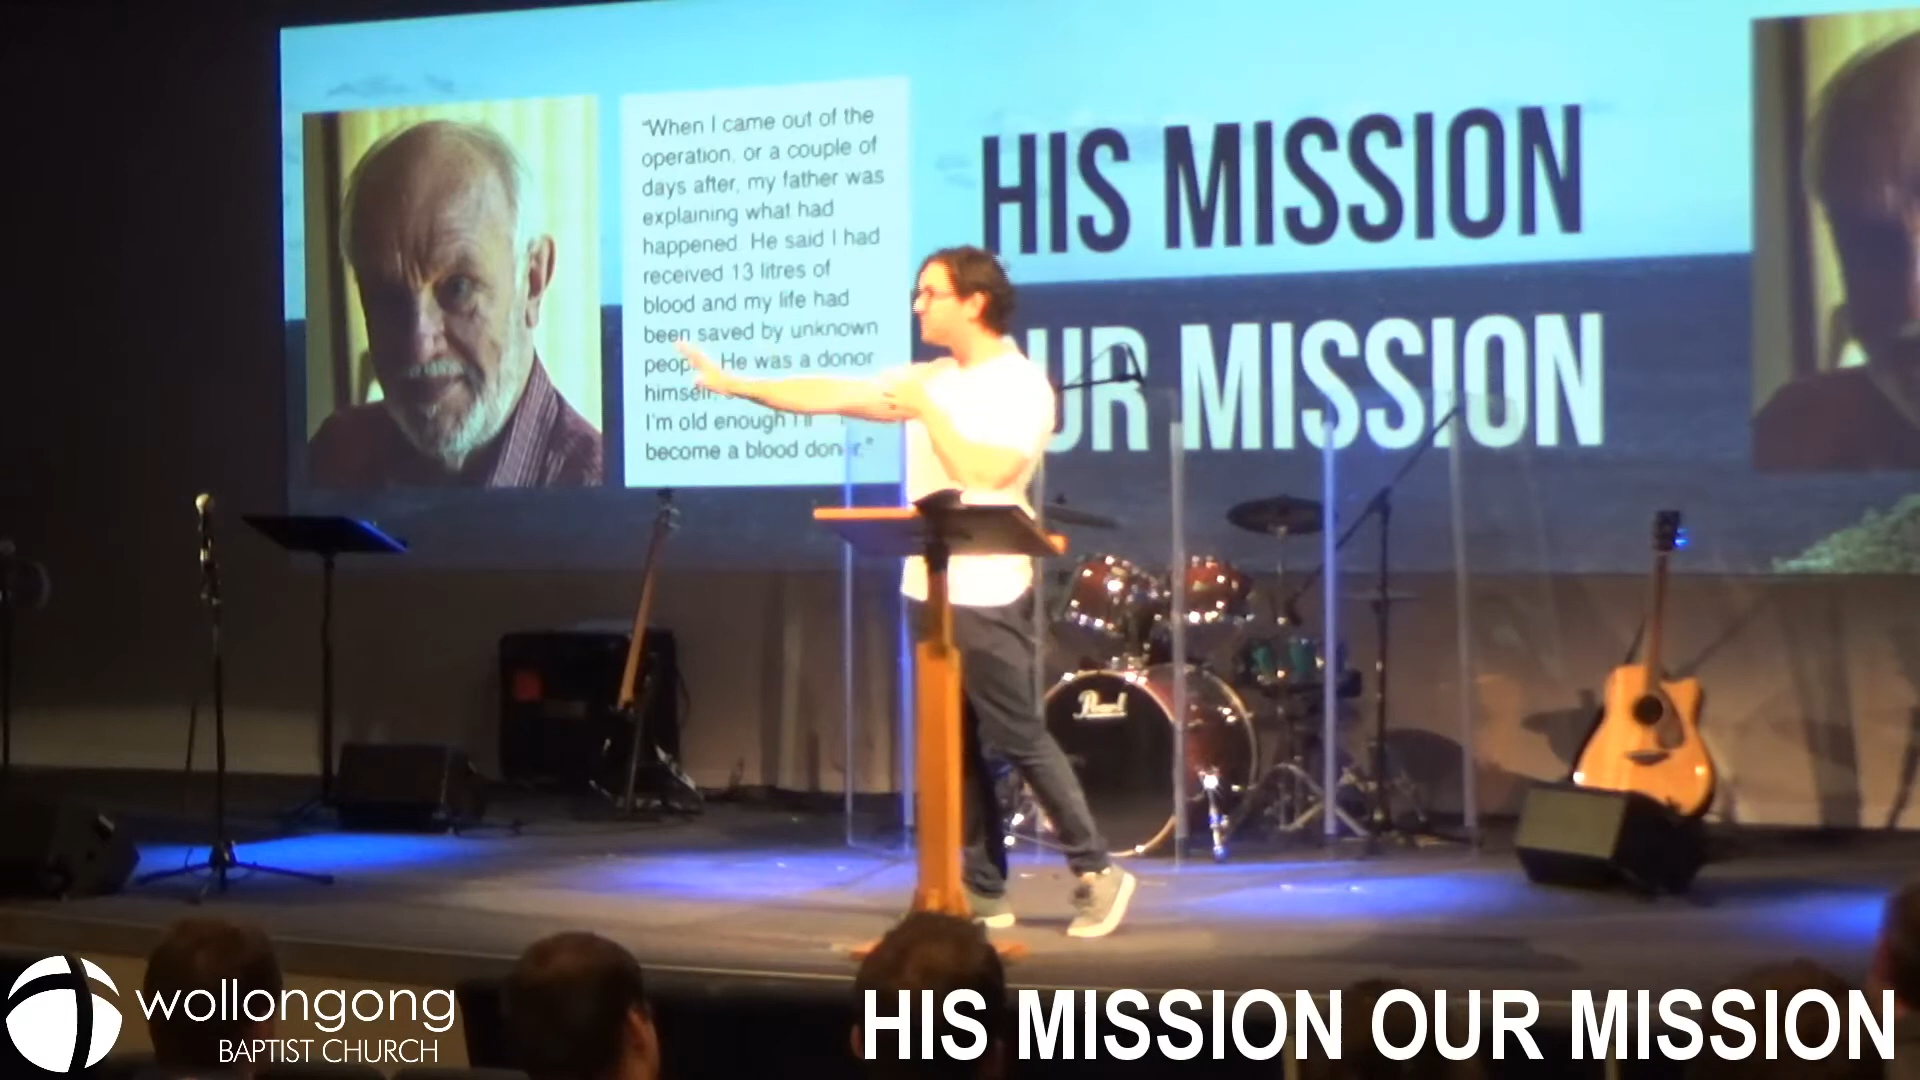 "When I came out of the
operation, or a couple of
days after, my father was
explaining what had
happened. He said I had
received 13 litres of
blood and my life had
been saved by unknown
He was a donor
I'm old enough
become a blood
HIS MISSION
OUR MISSION
Pearl
wollongong
BAPTIST CHURCH
HIS MISSION OUR MISSION